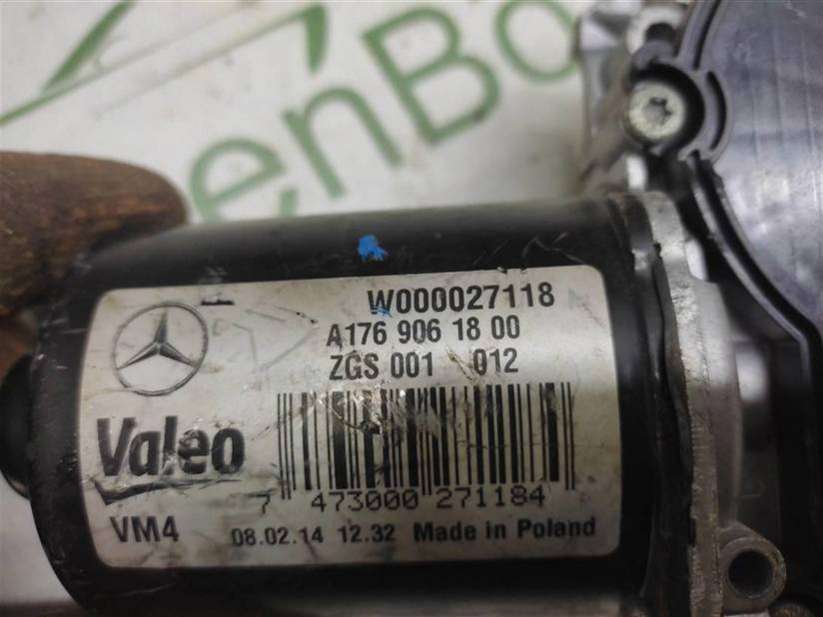 enBo
W000027118
A176 906 18 00
ZGS 001 012
Valeo
7 473000 271184
VM4
08.02.14 12.32 Made in Poland